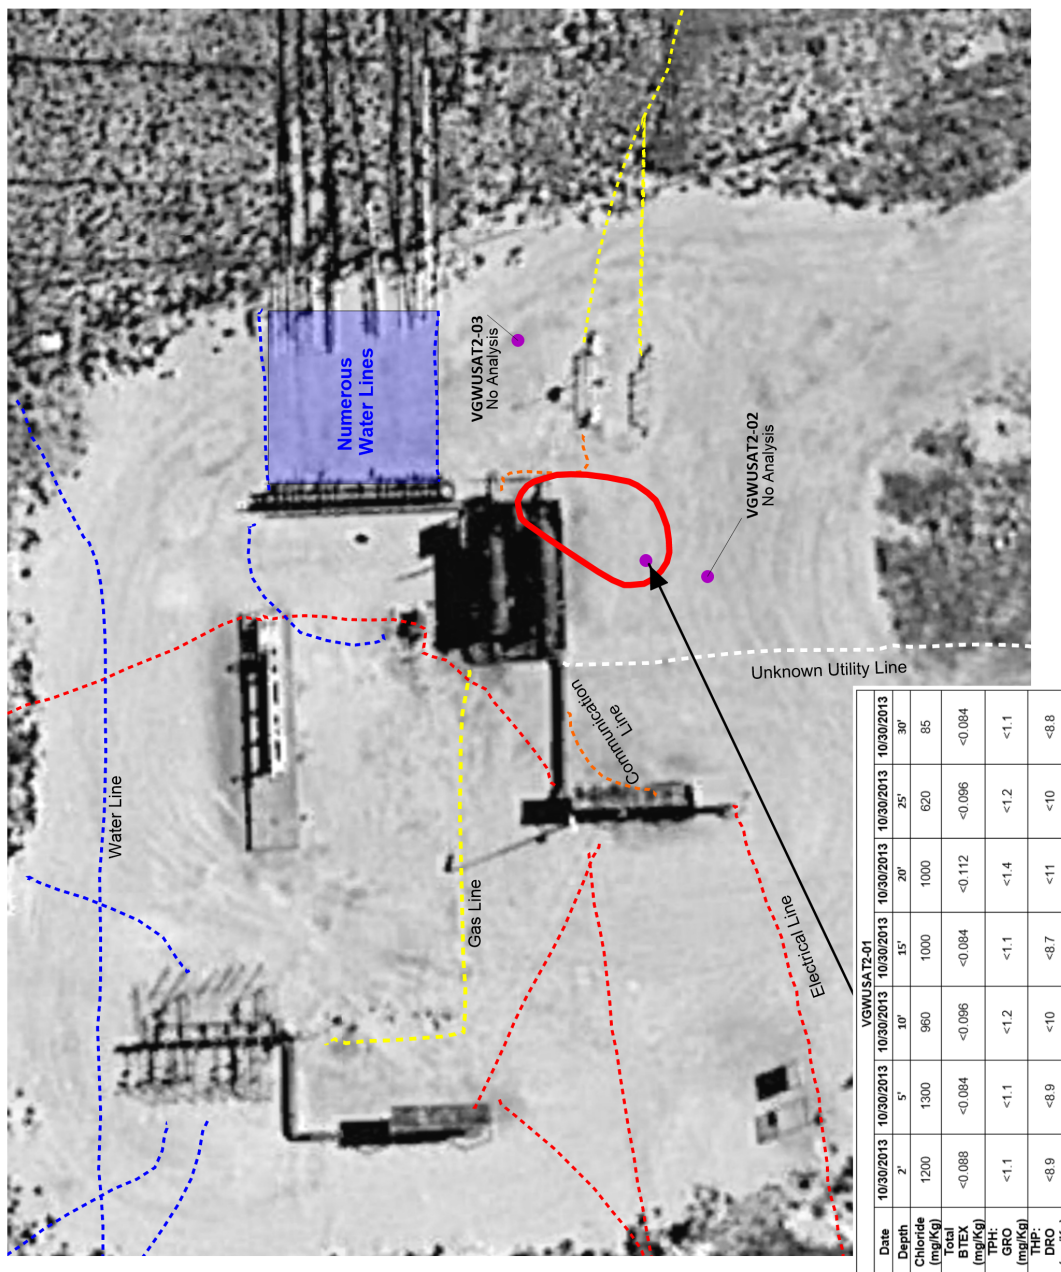 Numerous
Water Lines
VGWUSAT2-03
No Analysis
VGWUSAT2-02
No Analysis
Unknown Utility Line
Communication
Line
Water Line
Gas Line
Electrical Line
VGWUSAT2-01
Date 10/30/2013 10/30/2013 10/30/2013 10/30/2013 10/30/2013 10/30/2013 10/30/2013
Depth 2' 5' 10' 15' 20' 25' 30'
Chloride
(mg/Kg) 1200 1300 960 1000 1000 620 85
Total
BTEX
(mg/Kg) <0.088 <0.084 <0.096 <0.084 <0.112 <0.096 <0.084
TPH:
GRO
(mg/Kg) <1.1 <1.1 <1.2 <1.1 <1.4 <1.2 <1.1
THP:
DRO <8.9 <8.9 <10 <8.7 <11 <10 <8.8